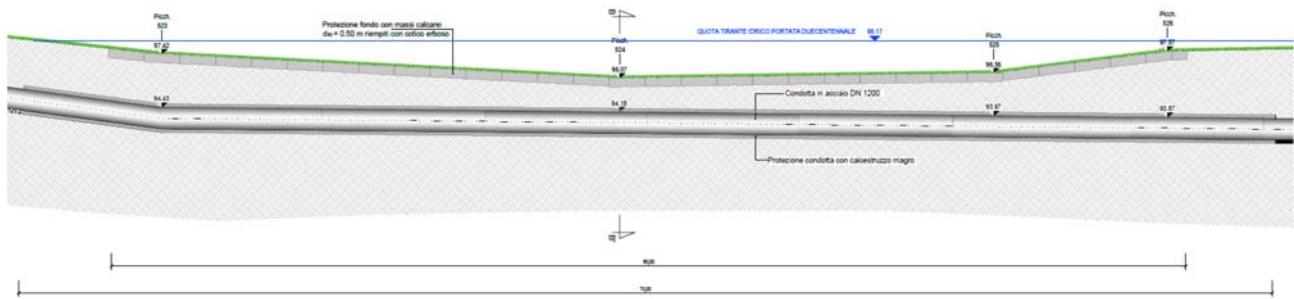 Picch.
523
97.42
Protezione fondo con massi calcarei
= 0.50 m riempiti con cotico erboso
B
Picch.
524
96.07
QUOTA TIRANTE IDRICO PORTATA DUECENTENNALE 98.17
Picch.
525
96.36
Picch.
526
97.57
94.43
94.18
Condotta in acciaio DN 1200
93.97
93.87
Protezione condotta con calcestruzzo magro
B